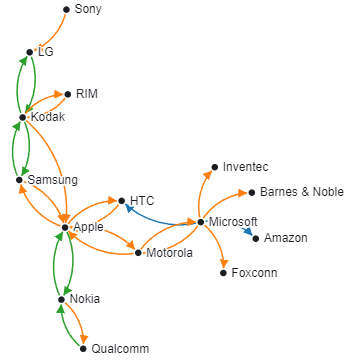 Sony
LG
RIM
Kodak
Samsung
Inventec
Barnes & Noble
HTC
Microsoft
Apple
Amazon
Motorola
Foxconn
Nokia
Qualcomm